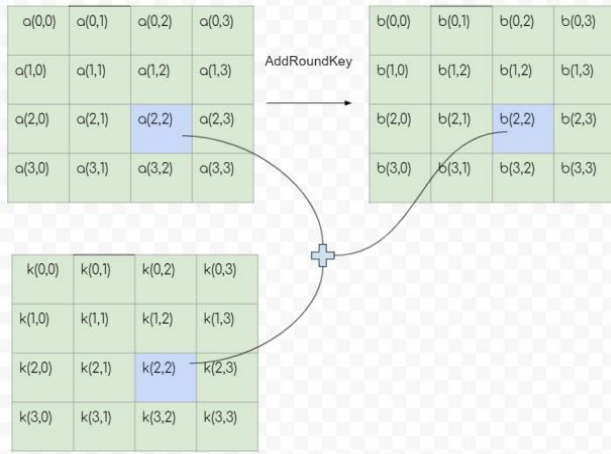 a(0,0) a(0,1) a(0,2) a(0,3)
a(1,0) a(1,1) a(1,2) a(1,3)
a(2,0) a(2,1) a(2,2) a(2,3)
a(3,0) a(3,1) a(3,2) a(3,3)
AddRoundKey
b(0,0) b(0,1) b(0,2) b(0,3)
b(1,0) b(1,2) b(1,2) b(1,3)
b(2,0) b(2,1) b(2,2) b(2,3)
b(3,0) b(3,1) b(3,2) b(3,3)
k(0,0) k(0,1) k(0,2) k(0,3)
k(1,0) k(1,1) k(1,2) k(1,3)
k(2,0) k(2,1) k(2,2) k(2,3)
k(3,0) k(3,1) k(3,2) k(3,3)